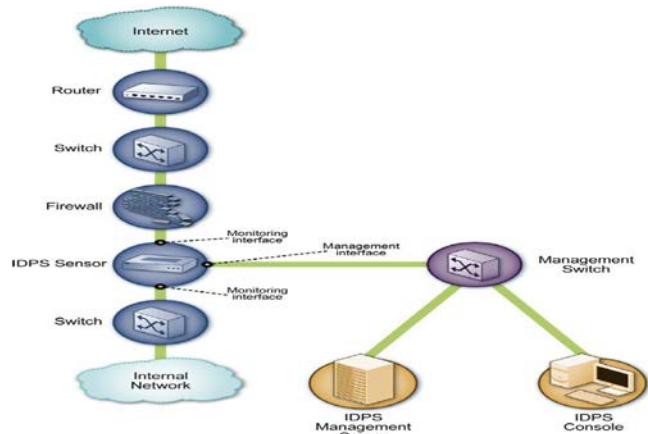 Internet
Router
Switch
Firewall
Monitoring
interface
Management
interface
IDPS Sensor
Management
Switch
Monitoring
interface
Switch
Internal
Network
IDPS
Management
IDPS
Console